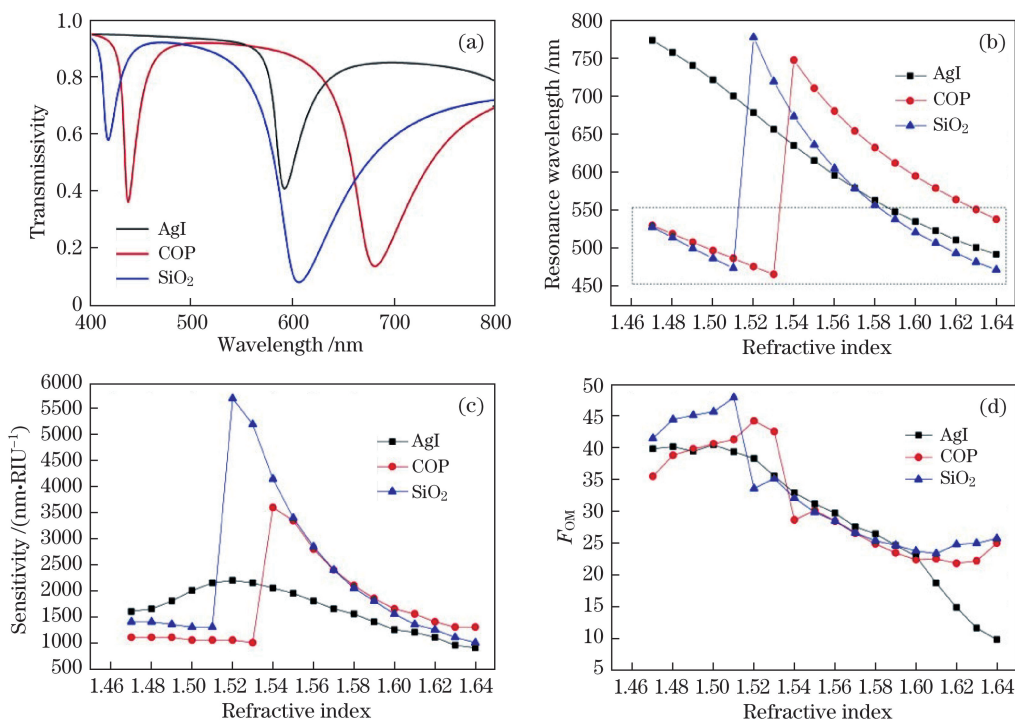 (a)
1.0
0.8
0.6
0.4
0.2
0
Transmissivity
AgI
COP
SiO₂
400 500 600 700 800
Wavelength /nm
(b)
800
750
700
650
600
550
500
450
Resonance wavelength /nm
AgI
COP
SiO₂
1.46 1.48 1.50 1.52 1.54 1.56 1.58 1.60 1.62 1.64
Refractive index
(c)
6000
5500
5000
4500
4000
3500
3000
2500
2000
1500
1000
500
Sensitivity /(nm•RIU⁻¹)
AgI
COP
SiO₂
1.46 1.48 1.50 1.52 1.54 1.56 1.58 1.60 1.62 1.64
Refractive index
(d)
50
45
40
35
30
25
20
15
10
5
F_OM
AgI
COP
SiO₂
1.46 1.48 1.50 1.52 1.54 1.56 1.58 1.60 1.62 1.64
Refractive index